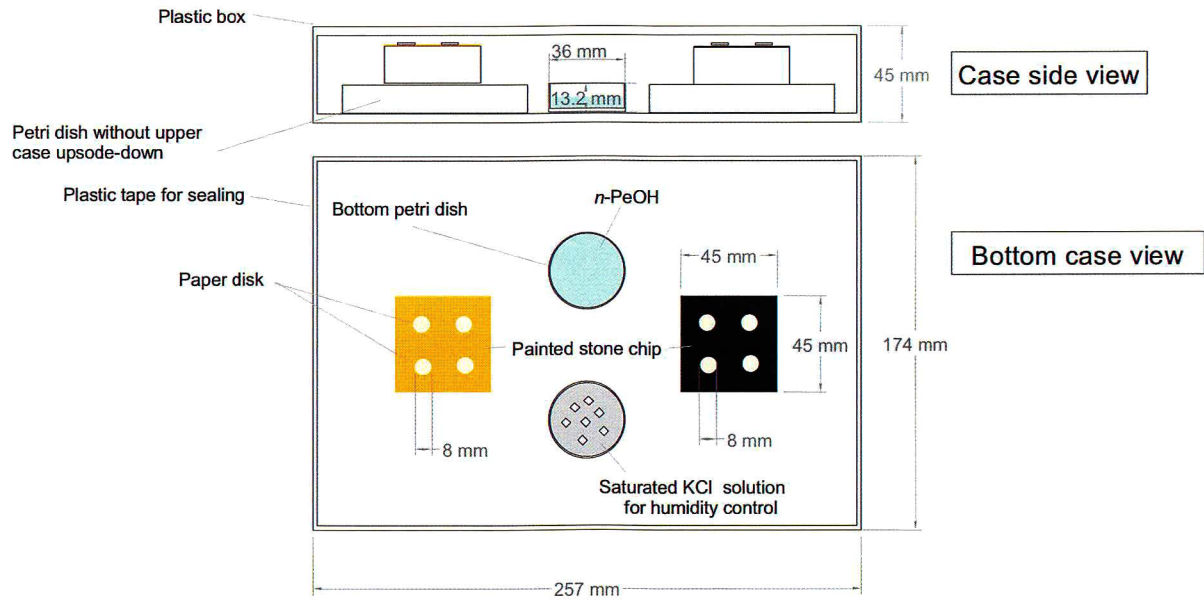 Plastic box
36 mm
13.2 mm
45 mm
Case side view
Petri dish without upper
case upsode-down
Plastic tape for sealing
Bottom petri dish
n-PeOH
Bottom case view
Paper disk
45 mm
Painted stone chip
45 mm
174 mm
8 mm
8 mm
Saturated KCl solution
for humidity control
257 mm